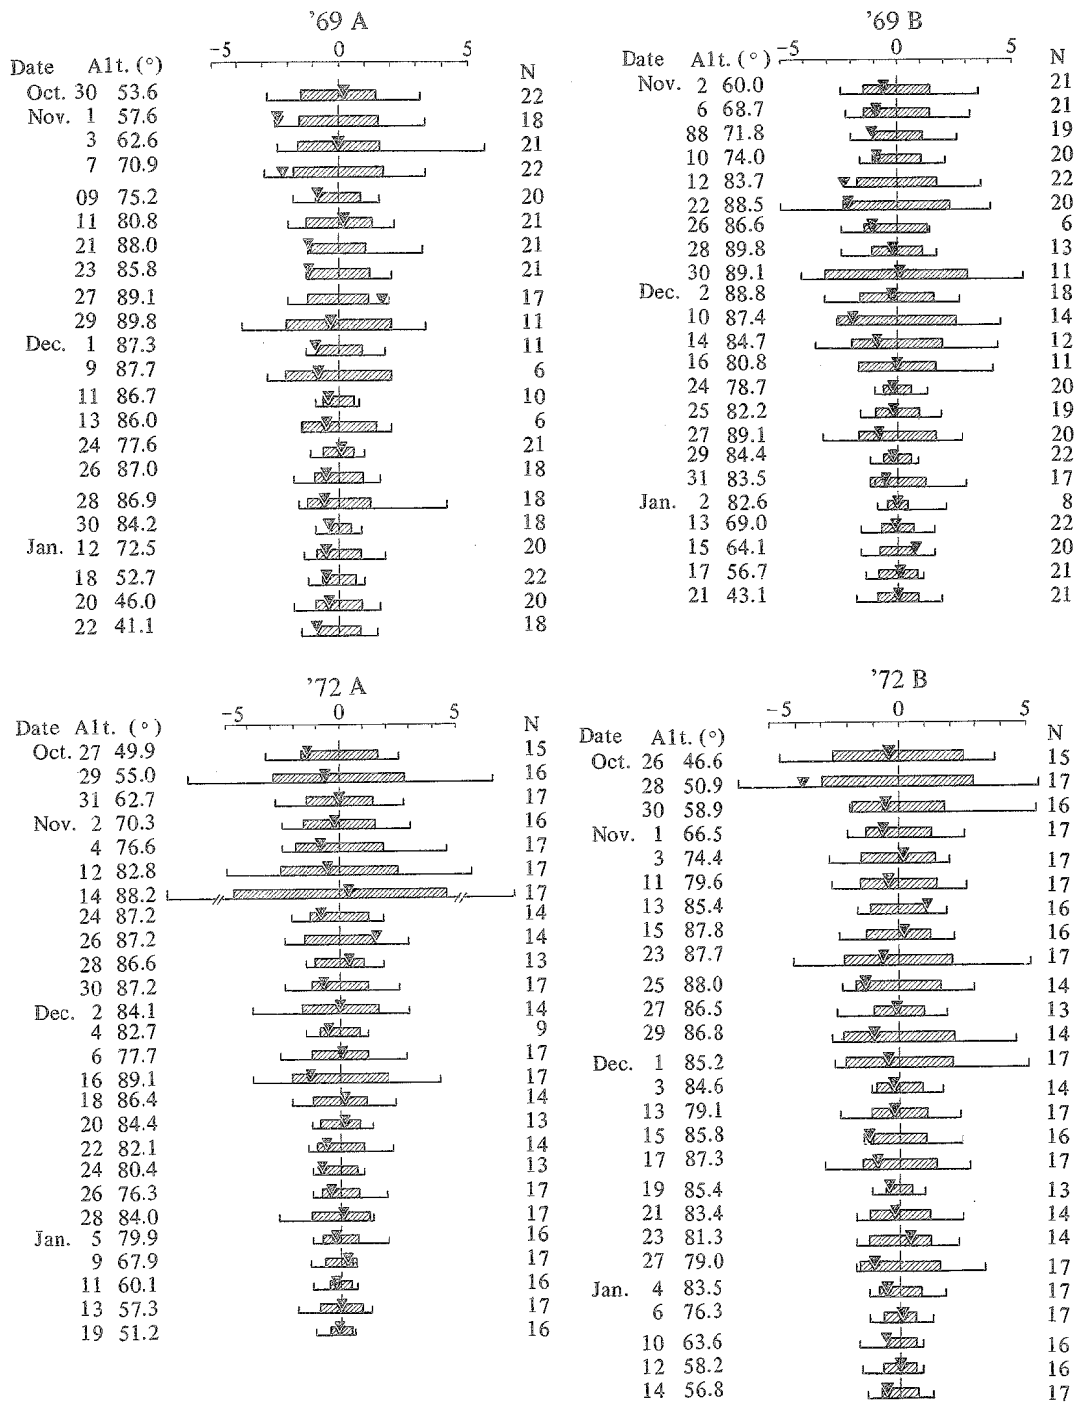 '69 A
−5 0 5
Date Alt. (°) N
Oct. 30 53.6 22
Nov. 1 57.6 18
3 62.6 21
7 70.9 22
09 75.2 20
11 80.8 21
21 88.0 21
23 85.8 21
27 89.1 17
29 89.8 11
Dec. 1 87.3 11
9 87.7 6
11 86.7 10
13 86.0 6
24 77.6 21
26 87.0 18
28 86.9 18
30 84.2 18
Jan. 12 72.5 20
18 52.7 22
20 46.0 20
22 41.1 18
'69 B
−5 0 5
Date Alt. (°) N
Nov. 2 60.0 21
6 68.7 21
88 71.8 19
10 74.0 20
12 83.7 22
22 88.5 20
26 86.6 6
28 89.8 13
30 89.1 11
Dec. 2 88.8 18
10 87.4 14
14 84.7 12
16 80.8 11
24 78.7 20
25 82.2 19
27 89.1 20
29 84.4 22
31 83.5 17
Jan. 2 82.6 8
13 69.0 22
15 64.1 20
17 56.7 21
21 43.1 21
'72 A
−5 0 5
Date Alt. (°) N
Oct. 27 49.9 15
29 55.0 16
31 62.7 17
Nov. 2 70.3 16
4 76.6 17
12 82.8 17
14 88.2 17
24 87.2 14
26 87.2 14
28 86.6 13
30 87.2 17
Dec. 2 84.1 14
4 82.7 9
6 77.7 17
16 89.1 17
18 86.4 14
20 84.4 13
22 82.1 14
24 80.4 13
26 76.3 17
28 84.0 17
Jan. 5 79.9 16
9 67.9 17
11 60.1 16
13 57.3 17
19 51.2 16
'72 B
−5 0 5
Date Alt. (°) N
Oct. 26 46.6 15
28 50.9 17
30 58.9 16
Nov. 1 66.5 17
3 74.4 17
11 79.6 17
13 85.4 16
15 87.8 16
23 87.7 17
25 88.0 14
27 86.5 13
29 86.8 14
Dec. 1 85.2 17
3 84.6 14
13 79.1 17
15 85.8 16
17 87.3 17
19 85.4 13
21 83.4 14
23 81.3 14
27 79.0 17
Jan. 4 83.5 17
6 76.3 17
10 63.6 16
12 58.2 16
14 56.8 17